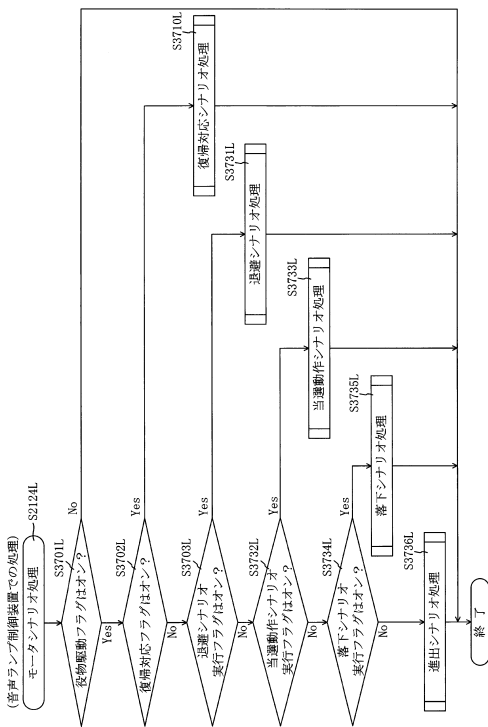 (音声ランプ制御装置での処理)
モータシナリオ処理
S2124L
S3701L
役物駆動フラグはオン?
No
Yes
S3702L
復帰対応フラグはオン?
Yes
No
S3710L
復帰対応シナリオ処理
S3703L
退避シナリオ
実行フラグはオン?
Yes
No
S3731L
退避シナリオ処理
S3732L
当選動作シナリオ
実行フラグはオン?
Yes
No
S3733L
当選動作シナリオ処理
S3734L
落下シナリオ
実行フラグはオン?
Yes
No
S3735L
落下シナリオ処理
S3736L
進出シナリオ処理
終了